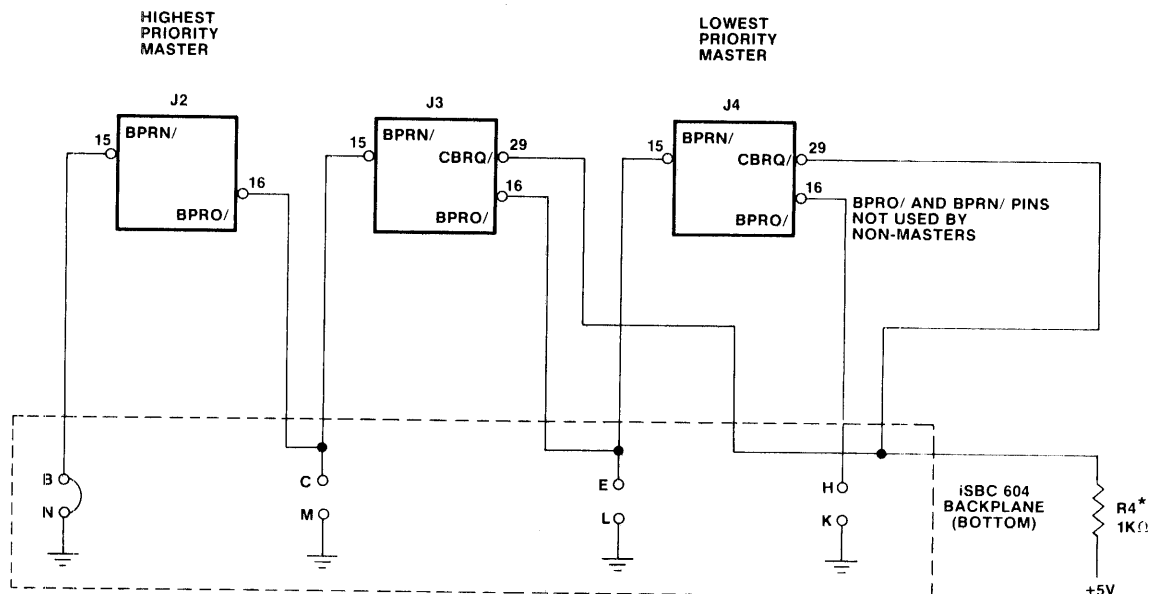 HIGHEST
PRIORITY
MASTER
LOWEST
PRIORITY
MASTER
J2
J3
J4
15
BPRN/
16
BPRO/
15
BPRN/
CBRQ/
29
16
BPRO/
15
BPRN/
CBRQ/
29
16
BPRO/
BPRO/ AND BPRN/ PINS
NOT USED BY
NON-MASTERS
B
N
C
M
E
L
H
K
iSBC 604
BACKPLANE
(BOTTOM)
R4*
1KΩ
+5V